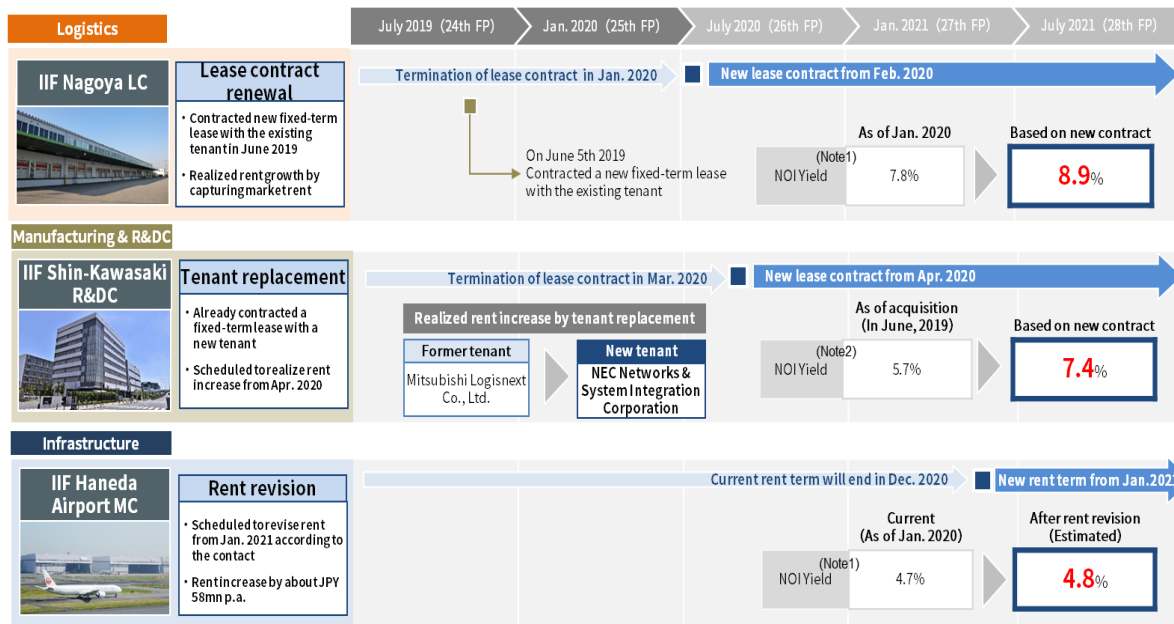 Logistics
July 2019 (24th FP)
Jan. 2020 (25th FP)
July 2020 (26th FP)
Jan. 2021 (27th FP)
July 2021 (28th FP)
IIF Nagoya LC
Lease contract
renewal
・Contracted new fixed-term
lease with the existing
tenant in June 2019
・Realized rent growth by
capturing market rent
Termination of lease contract in Jan. 2020
New lease contract from Feb. 2020
On June 5th 2019
Contracted a new fixed-term lease
with the existing tenant
As of Jan. 2020
(Note1)
NOI Yield
7.8%
Based on new contract
8.9%
Manufacturing & R&DC
IIF Shin-Kawasaki
R&DC
Tenant replacement
・Already contracted a
fixed-term lease with a
new tenant
・Scheduled to realize rent
increase from Apr. 2020
Termination of lease contract in Mar. 2020
New lease contract from Apr. 2020
Realized rent increase by tenant replacement
Former tenant
Mitsubishi Logisnext
Co., Ltd.
New tenant
NEC Networks &
System Integration
Corporation
As of acquisition
(In June, 2019)
(Note2)
NOI Yield
5.7%
Based on new contract
7.4%
Infrastructure
IIF Haneda
Airport MC
Rent revision
・Scheduled to revise rent
from Jan. 2021 according to
the contact
・Rent increase by about JPY
58mn p.a.
Current rent term will end in Dec. 2020
New rent term from Jan.2021
Current
(As of Jan. 2020)
(Note1)
NOI Yield
4.7%
After rent revision
(Estimated)
4.8%